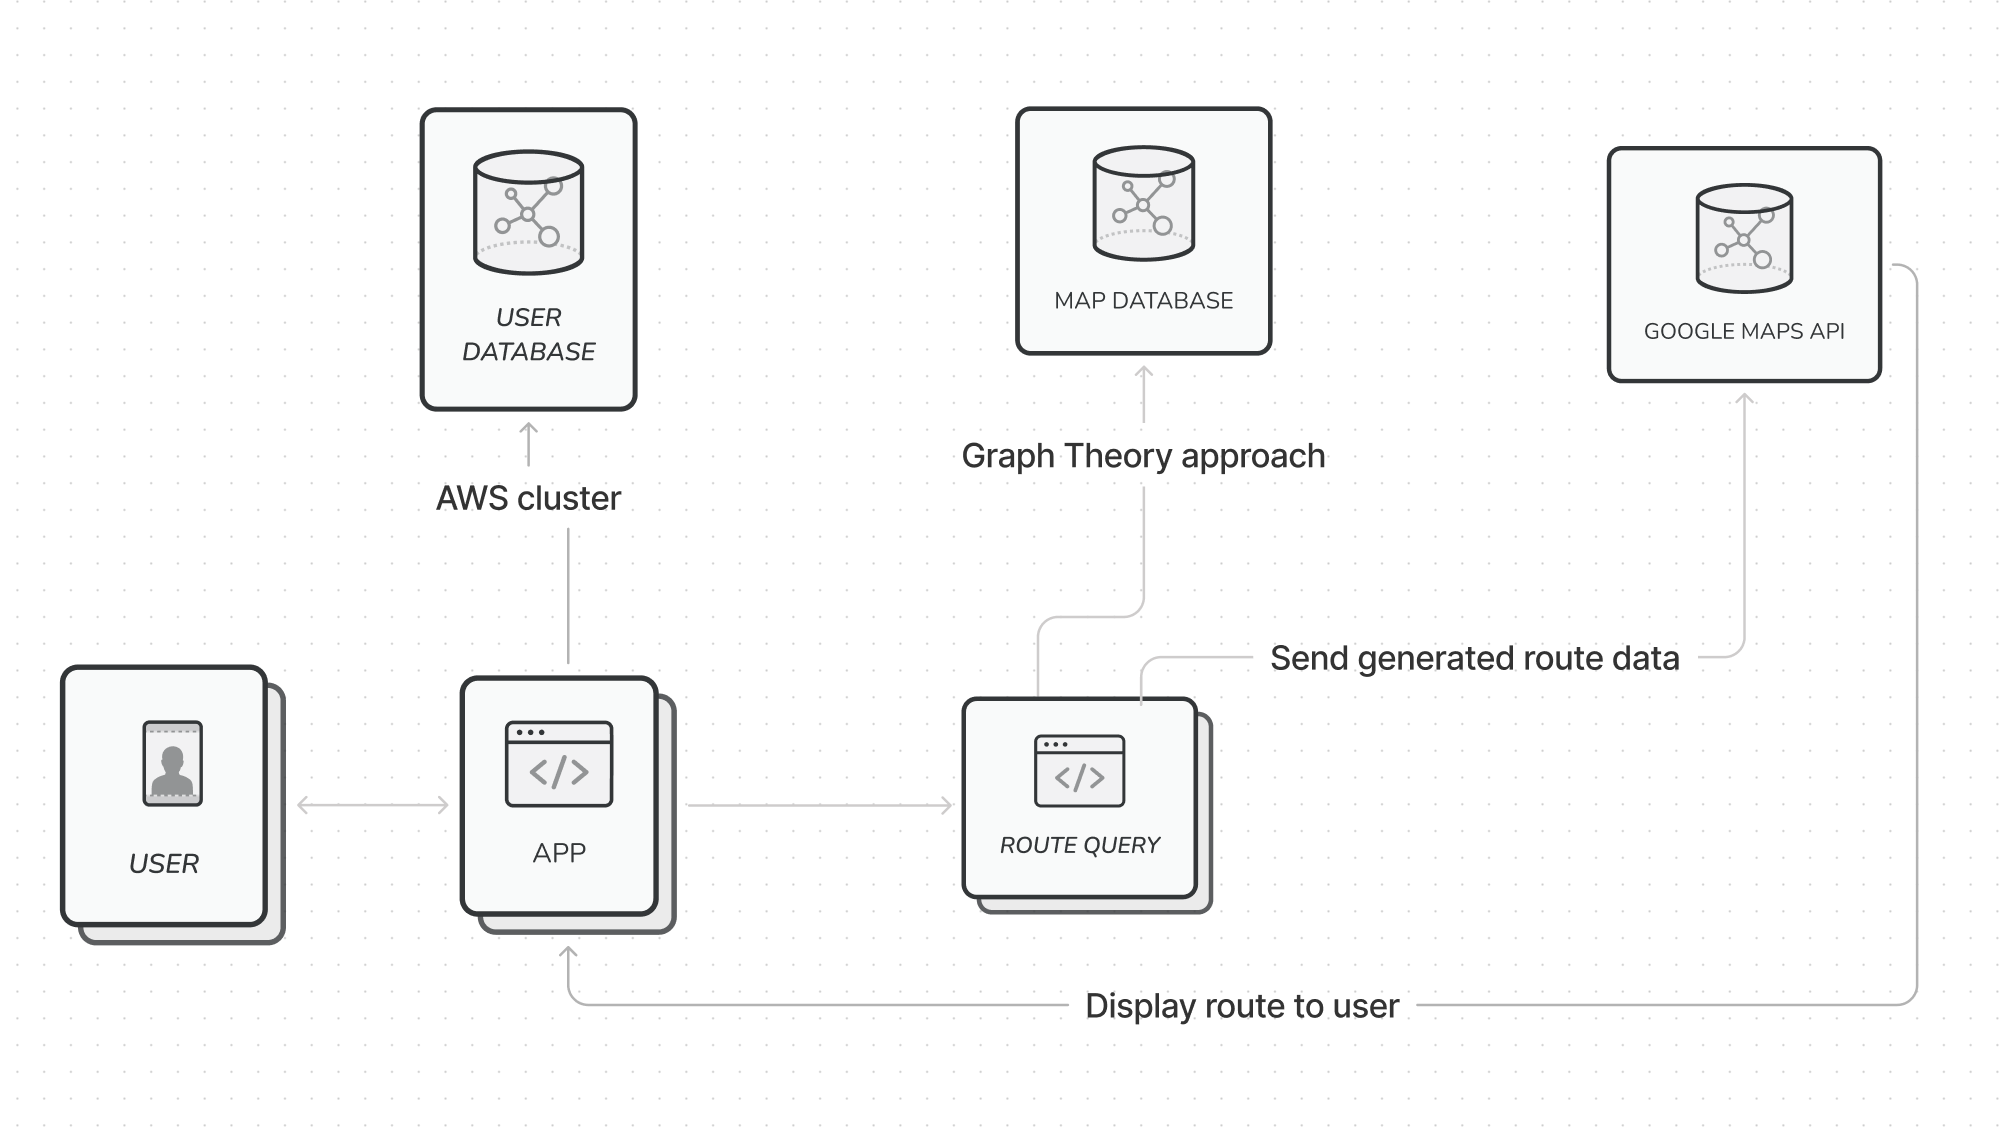 USER
DATABASE
MAP DATABASE
GOOGLE MAPS API
AWS cluster
Graph Theory approach
Send generated route data
USER
APP
</>
ROUTE QUERY
</>
Display route to user